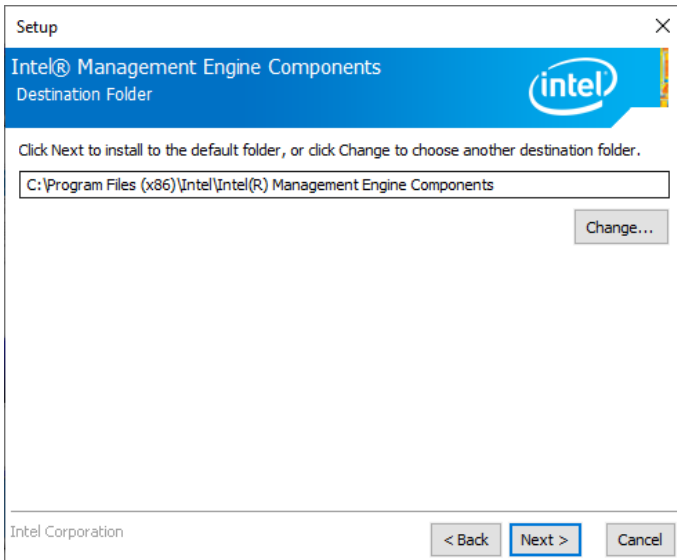 Setup
Intel® Management Engine Components
Destination Folder
intel
Click Next to install to the default folder, or click Change to choose another destination folder.
C:\Program Files (x86)\Intel\Intel(R) Management Engine Components
Change...
Intel Corporation
< Back
Next >
Cancel